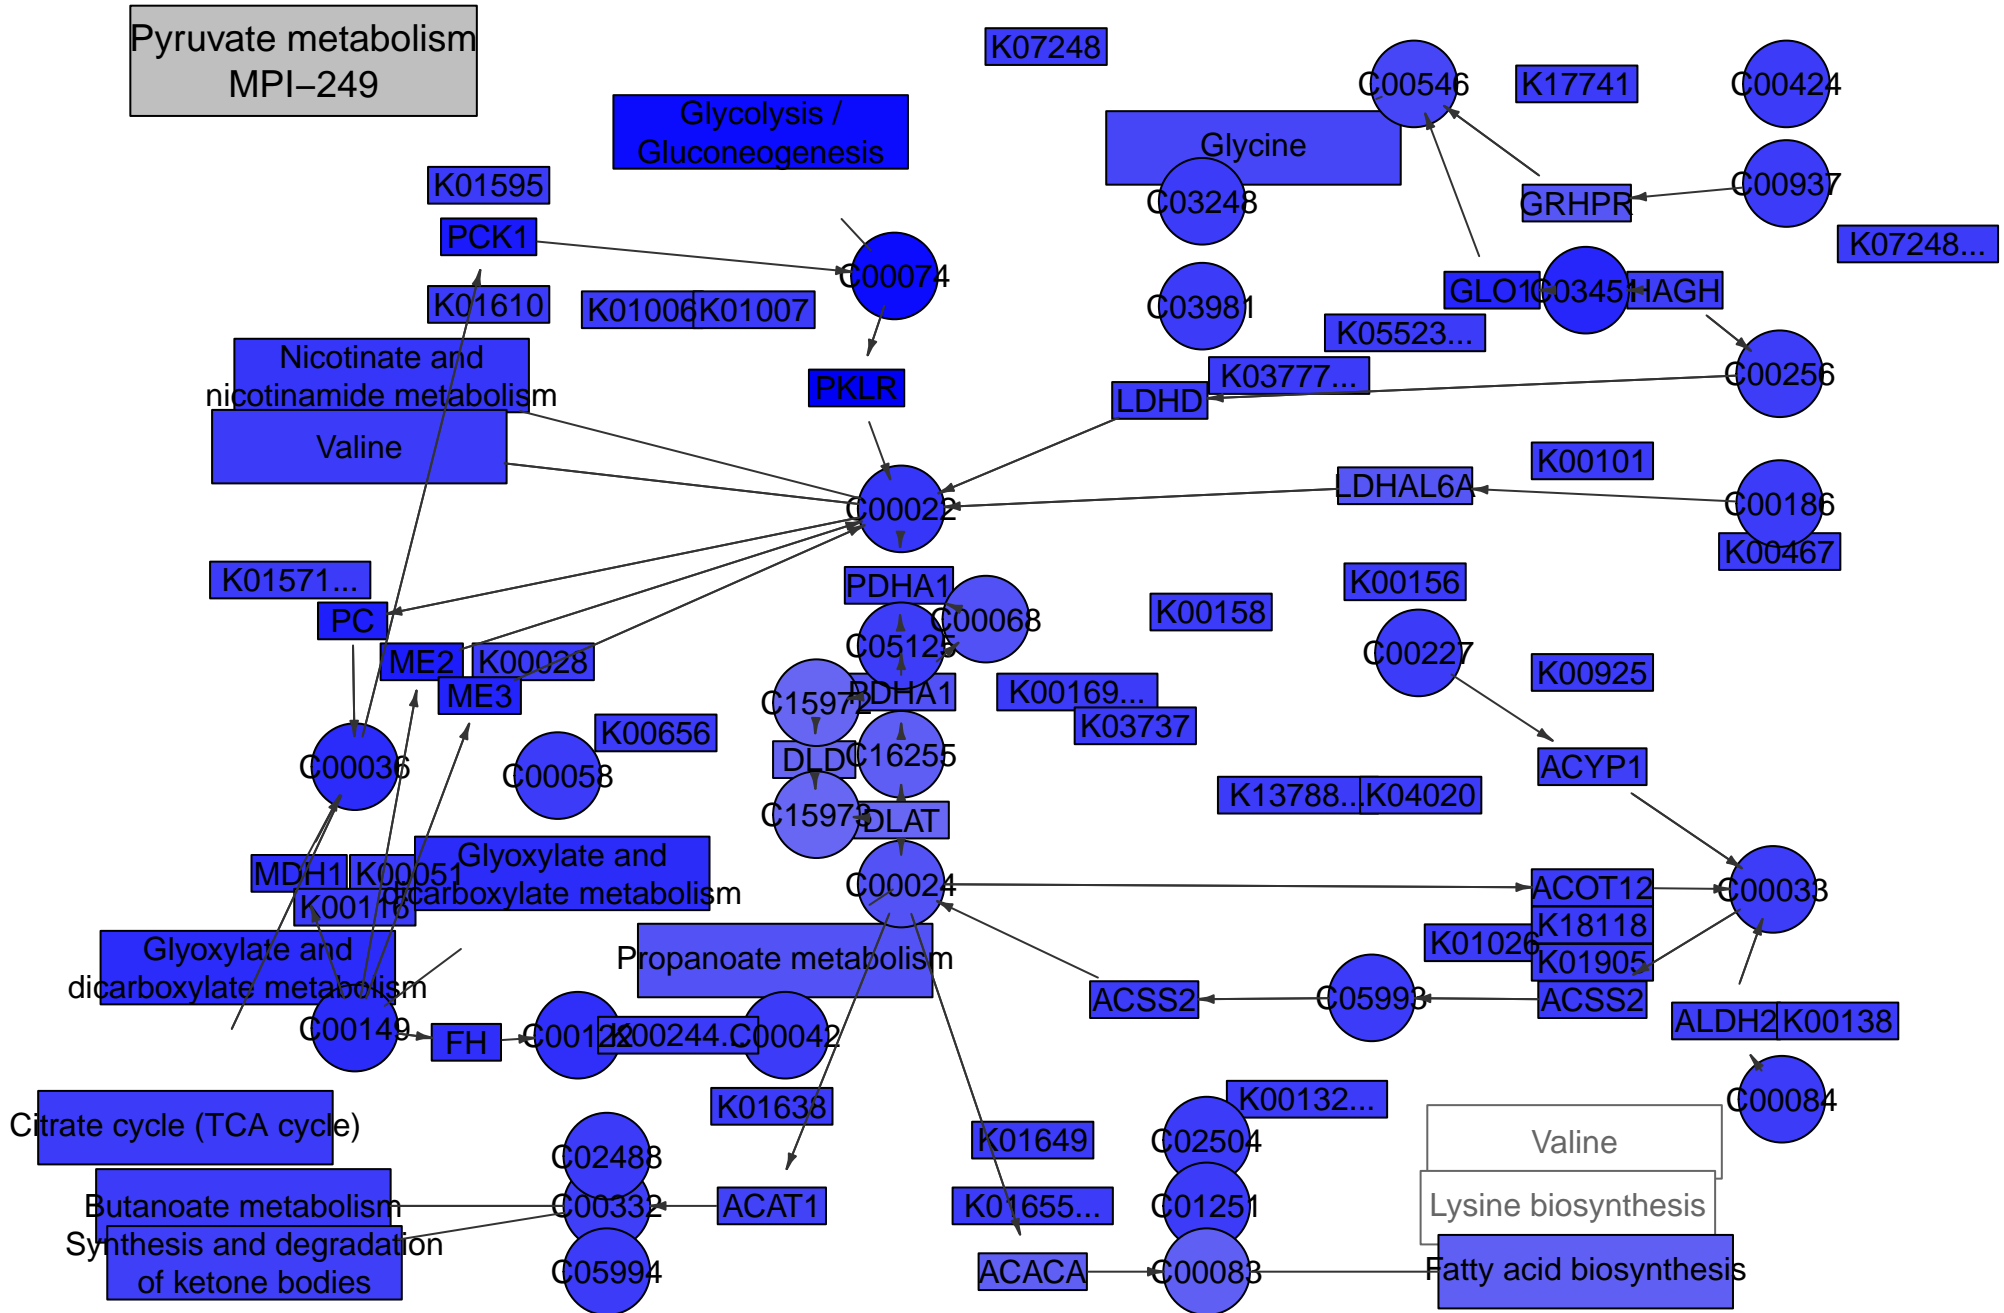 Pyruvate metabolism
MPI−249
K07248
C00546
K17741
C00424
Glycolysis /
Gluconeogenesis
Glycine
K01595
C03248
GRHPR
C00937
PCK1
K07248...
C00074
K01610
K01006
K01007
C03981
GLO1
C03451
HAGH
K05523...
Nicotinate and
nicotinamide metabolism
PKLR
K03777...
C00256
LDHD
Valine
K00101
LDHAL6A
C00022
C00186
K00467
K01571...
PDHA1
K00156
PC
C00068
K00158
C05125
C00227
ME2
K00028
K00925
ME3
PDHA1
K00169...
C15972
K03737
K00656
C00036
C00058
DLD
C16255
ACYP1
K13788...
K04020
C15973
DLAT
MDH1
K00051
Glyoxylate and
dicarboxylate metabolism
K00116
C00024
ACOT12
C00033
K18118
K01026
K01905
Glyoxylate and
dicarboxylate metabolism
Propanoate metabolism
ACSS2
C05993
ACSS2
C00149
FH
C00122
K00244...
C00042
ALDH2
K00138
K01638
K00132...
C00084
Citrate cycle (TCA cycle)
C02488
K01649
C02504
Valine
Butanoate metabolism
C00332
ACAT1
K01655...
C01251
Lysine biosynthesis
Synthesis and degradation
of ketone bodies
C05994
ACACA
C00083
Fatty acid biosynthesis